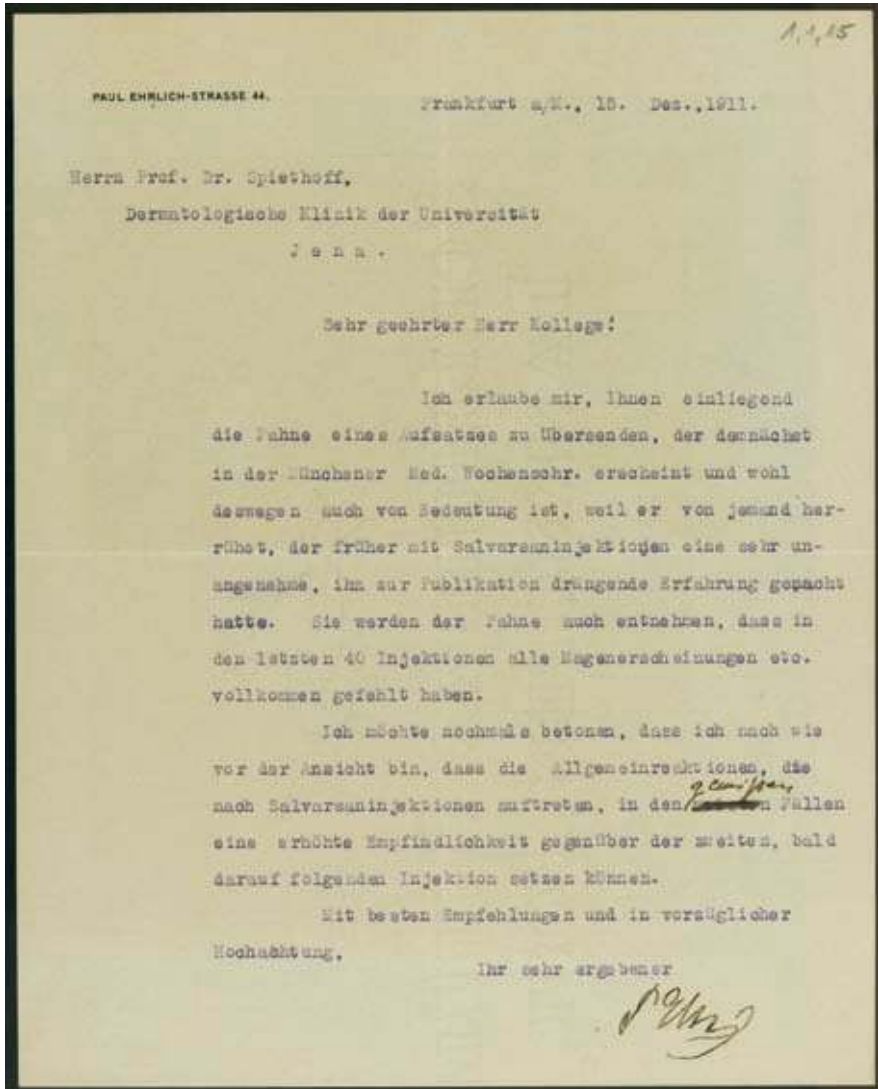 1,1,15
PAUL EHRLICH-STRASSE 44.
Frankfurt a/M., 15. Dez.,1911.
Herrn Prof. Dr. Spiethoff,
Dermatologische Klinik der Universität
J e n a .
Sehr geehrter Herr Kollege!
Ich erlaube mir, Ihnen einliegend
die Fahne eines Aufsatzes zu übersenden, der demnächst
in der Münchener Med. Wochenschr. erscheint und wohl
deswegen auch von Bedeutung ist, weil er von jemand her-
rührt, der früher mit Salvarsaninjektionen eine sehr un-
angenehme, ihn zur Publikation drängende Erfahrung gemacht
hatte. Sie werden der Fahne auch entnehmen, dass in
den letzten 40 Injektionen alle Magenerscheinungen etc.
vollkommen gefehlt haben.
Ich möchte nochmals betonen, dass ich nach wie
vor der Ansicht bin, dass die Allgemeinreaktionen, die
gewissen
nach Salvarsaninjektionen auftreten, in den Fällen
eine erhöhte Empfindlichkeit gegenüber der zweiten, bald
darauf folgenden Injektion setzen können.
Mit besten Empfehlungen und in vorzüglicher
Hochachtung,
Ihr sehr ergebener